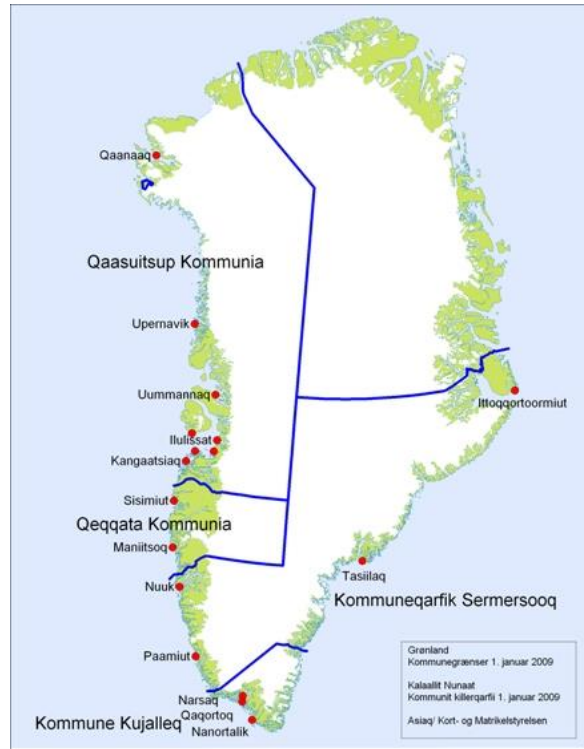 Qaanaaq
Qaasuitsup Kommunia
Upernavik
Uummannaq
Ittoqqortoormiut
Ilulissat
Kangaatsiaq
Sisimiut
Qeqqata Kommunia
Maniitsoq
Tasiilaq
Nuuk
Kommuneqarfik Sermersooq
Paamiut
Narsaq
Qaqortoq
Kommune Kujalleq
Nanortalik
Grønland
Kommunegrænser 1. januar 2009
Kalaallit Nunaat
Kommunit killerqarfii 1. januar 2009
Asiaq/ Kort- og Matrikelstyrelsen